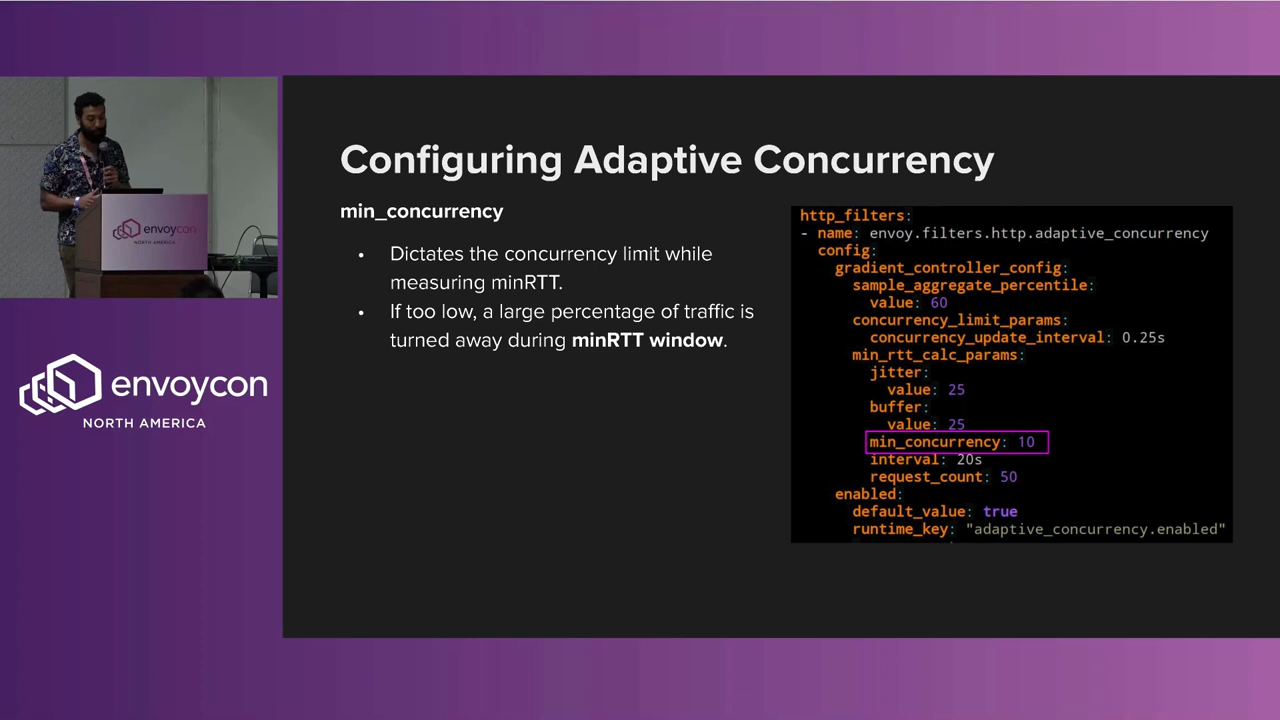 envoycon
NORTH AMERICA
envoycon
NORTH AMERICA
Configuring Adaptive Concurrency
min_concurrency
• Dictates the concurrency limit while
measuring minRTT.
• If too low, a large percentage of traffic is
turned away during minRTT window.
http_filters:
- name: envoy.filters.http.adaptive_concurrency
config:
gradient_controller_config:
sample_aggregate_percentile:
value: 60
concurrency_limit_params:
concurrency_update_interval: 0.25s
min_rtt_calc_params:
jitter:
value: 25
buffer:
value: 25
min_concurrency: 10
interval: 20s
request_count: 50
enabled:
default_value: true
runtime_key: "adaptive_concurrency.enabled"